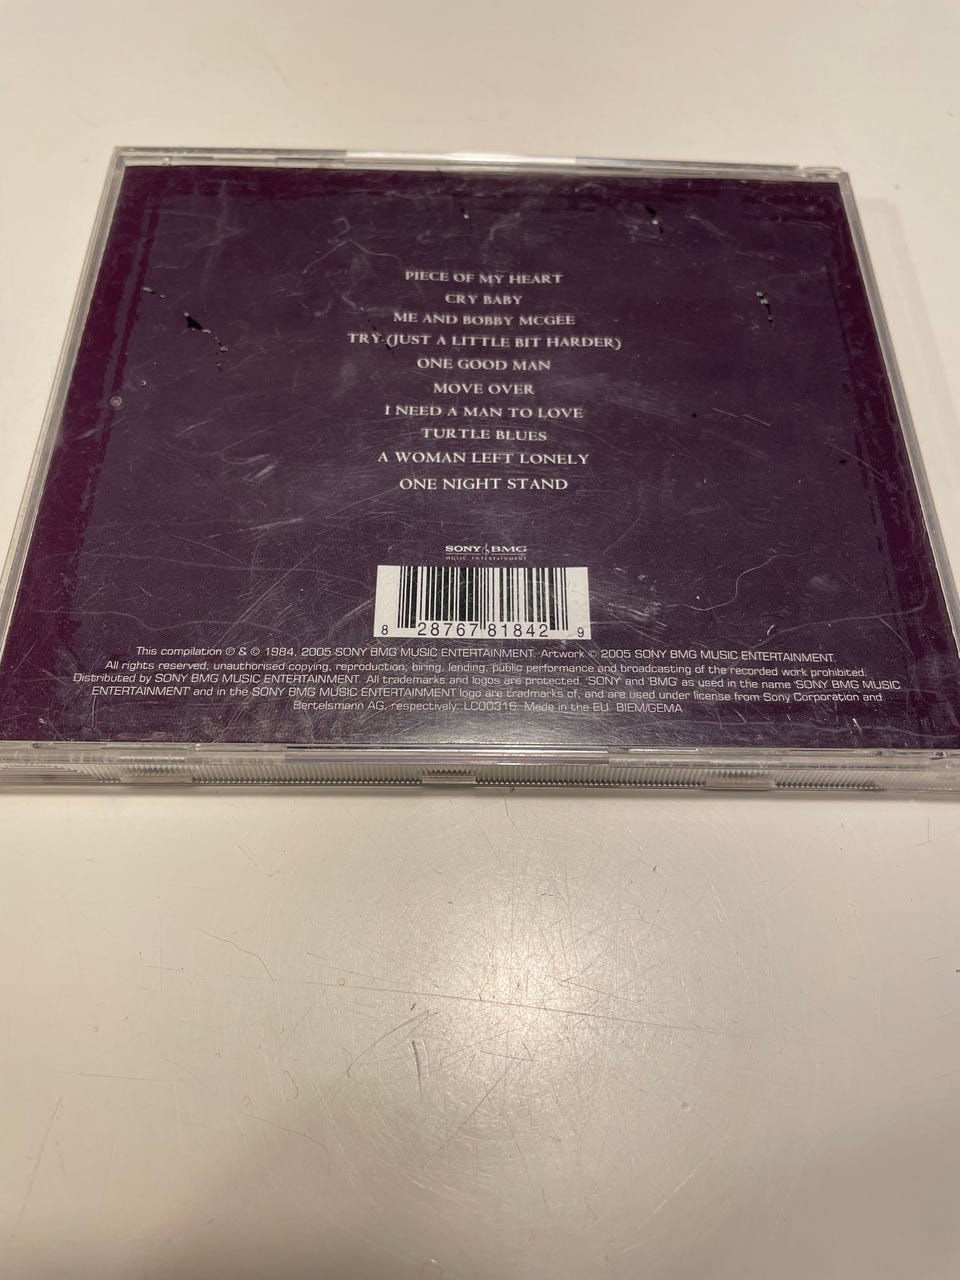 PIECE OF MY HEART
CRY BABY
ME AND BOBBY MCGEE
TRY (JUST A LITTLE BIT HARDER)
ONE GOOD MAN
MOVE OVER
I NEED A MAN TO LOVE
TURTLE BLUES
A WOMAN LEFT LONELY
ONE NIGHT STAND
SONY BMG
MUSIC ENTERTAINMENT
8 28767 81842 9
This compilation ℗ & © 1984, 2005 SONY BMG MUSIC ENTERTAINMENT. Artwork © 2005 SONY BMG MUSIC ENTERTAINMENT.
All rights reserved, unauthorised copying, reproduction, hiring, lending, public performance and broadcasting of the recorded work prohibited.
Distributed by SONY BMG MUSIC ENTERTAINMENT. All trademarks and logos are protected. 'SONY' and 'BMG' as used in the name 'SONY BMG MUSIC
ENTERTAINMENT' and in the SONY BMG MUSIC ENTERTAINMENT logo are trademarks of, and are used under license from Sony Corporation and
Bertelsmann AG, respectively. LC00316. Made in the EU. BIEM/GEMA